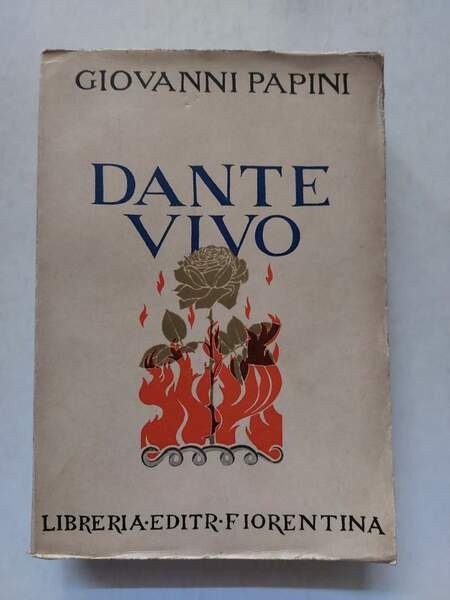 GIOVANNI PAPINI
DANTE
VIVO
LIBRERIA·EDITR·FIORENTINA